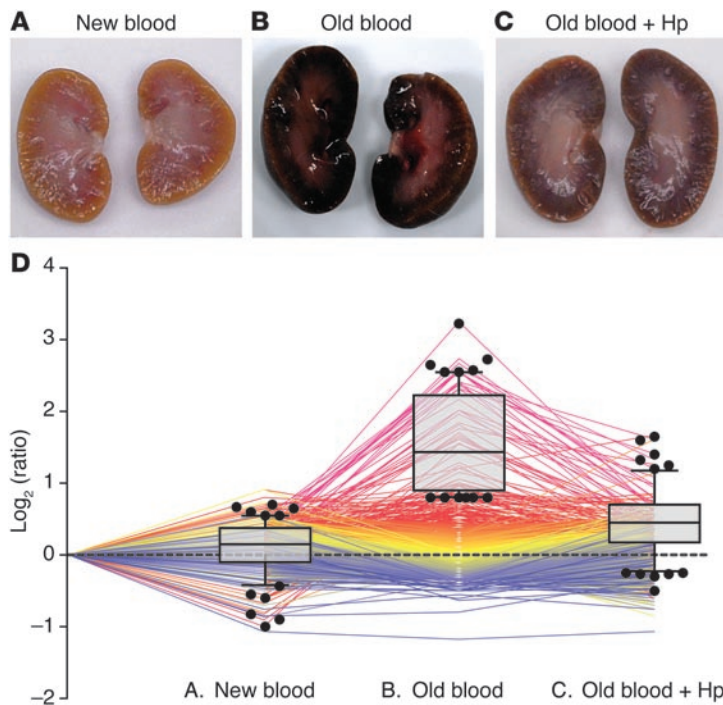 A New blood
B Old blood
C Old blood + Hp
D
4
3
2
1
0
−1
−2
Log₂ (ratio)
A. New blood
B. Old blood
C. Old blood + Hp